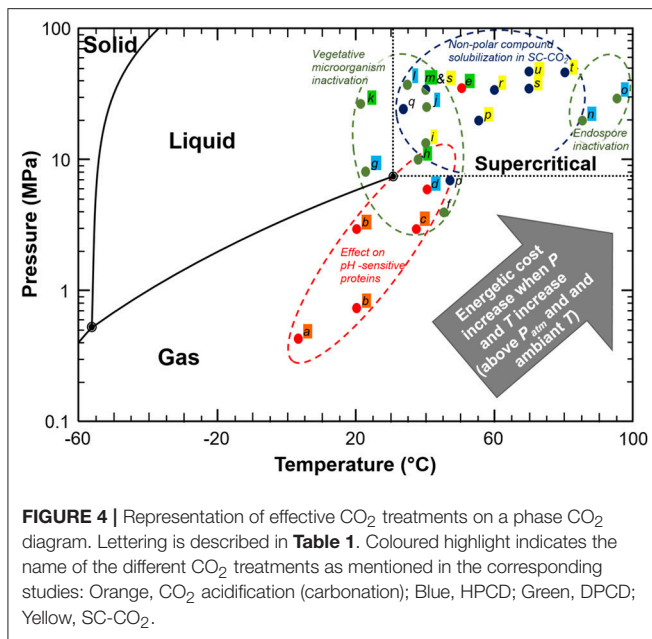 100
10
1
0.1
Pressure (MPa)
-60
-20
20
60
100
Temperature (°C)
Solid
Liquid
Gas
Supercritical
Vegetative
microorganism
inactivation
Non-polar compound
solubilization in SC-CO₂
Endospore
inactivation
Effect on
pH -sensitive
proteins
Energetic cost
increase when P
and T increase
(above Patm and and
ambiant T)
l
m & s
e
r
u
s
t
o
k
q
j
p
n
i
h
g
d
p
b
c
f
b
a
FIGURE 4 | Representation of effective CO₂ treatments on a phase CO₂
diagram. Lettering is described in Table 1. Coloured highlight indicates the
name of the different CO₂ treatments as mentioned in the corresponding
studies: Orange, CO₂ acidification (carbonation); Blue, HPCD; Green, DPCD;
Yellow, SC-CO₂.